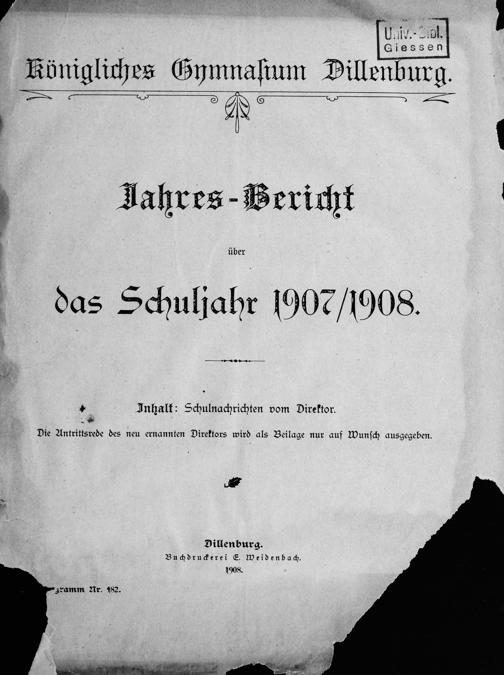 Univ.-Bibl.
Giessen
Königliches Gymnasium Dillenburg.
Jahres-Bericht
über
das Schuljahr 1907/1908.
Inhalt: Schulnachrichten vom Direktor.
Die Antrittsrede des neu ernannten Direktors wird als Beilage nur auf Wunsch ausgegeben.
Dillenburg.
Buchdruckerei E. Weidenbach.
1908.
gramm Nr. 482.